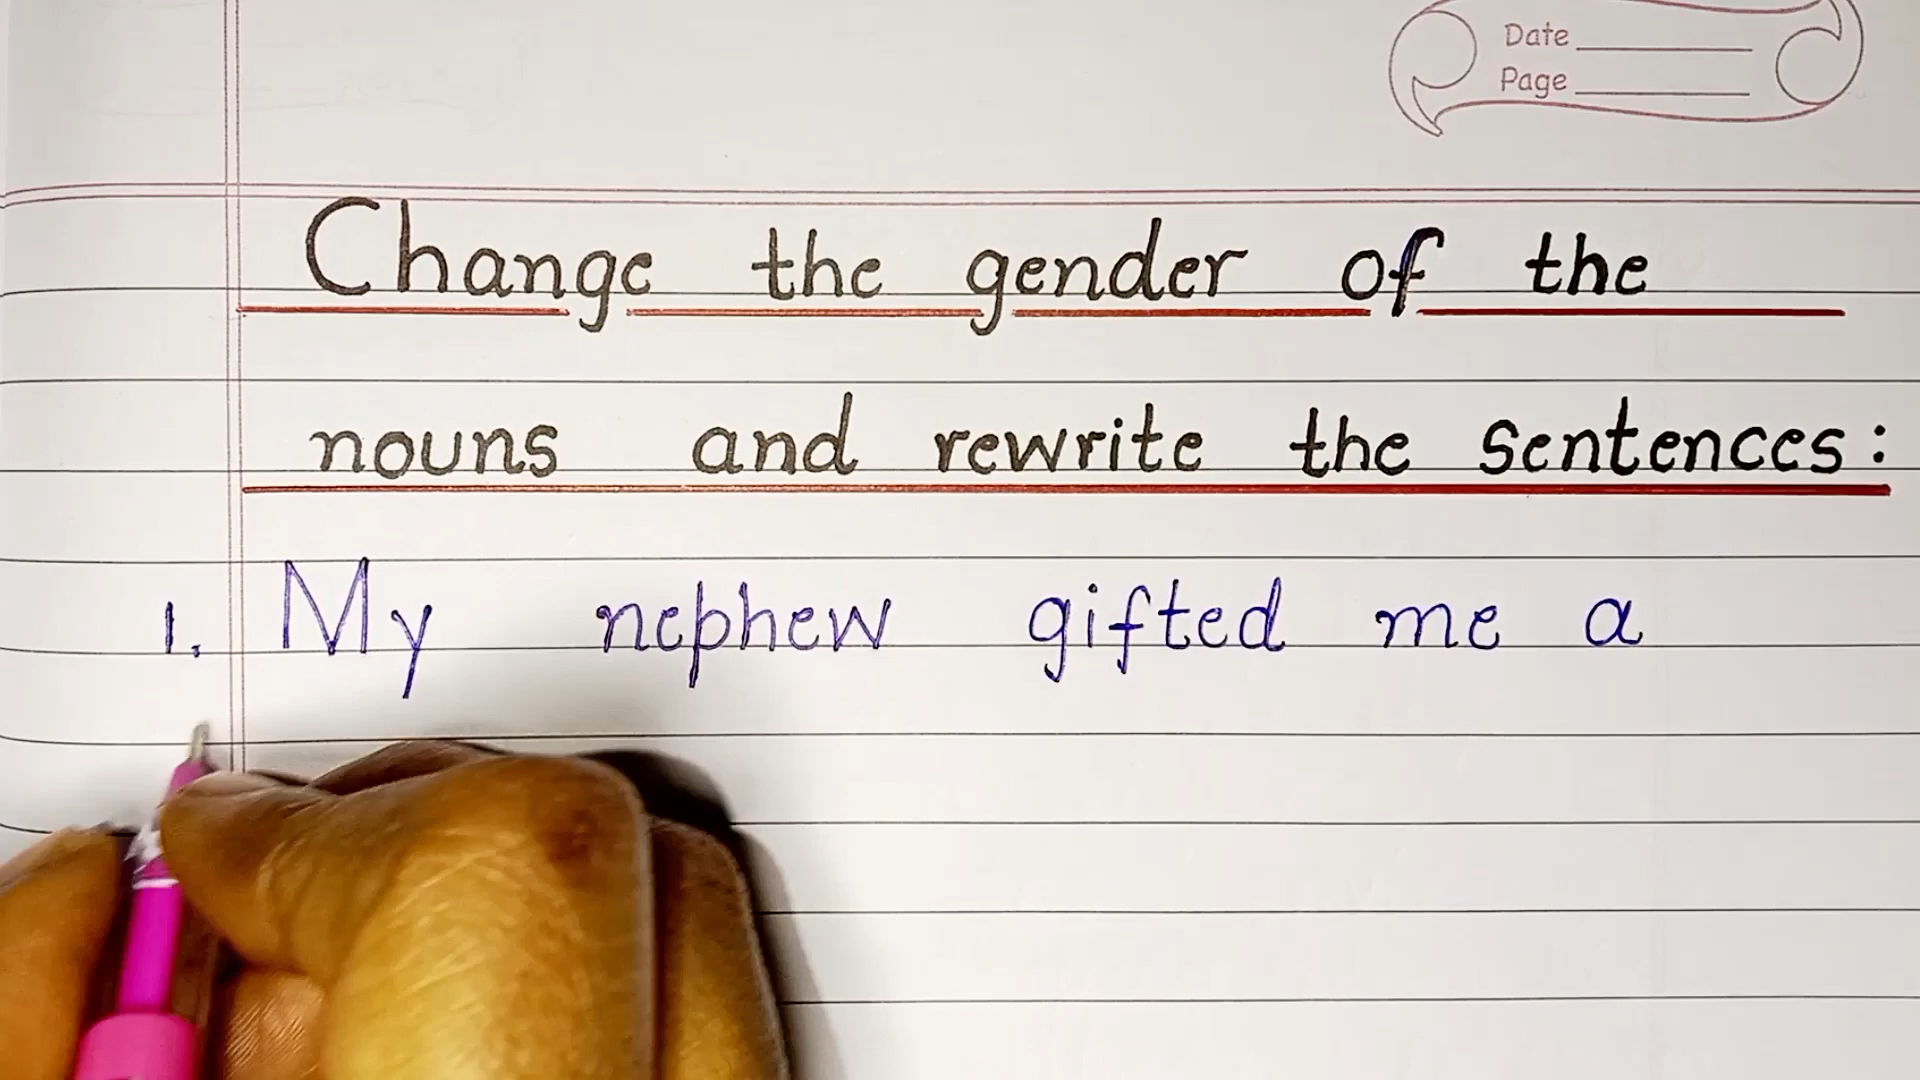 Date
Page
Change the gender of the
nouns and rewrite the sentences:
1. My nephew gifted me a